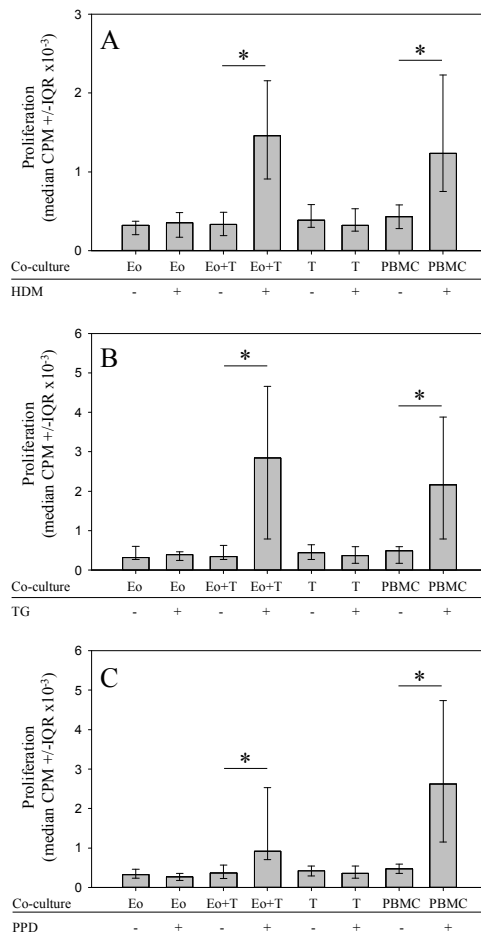 A
Proliferation
(median CPM +/-IQR x10-3)
3
2
1
0
*
*
Co-culture Eo Eo Eo+T Eo+T T T PBMC PBMC
HDM - + - + - + - +
B
Proliferation
(median CPM +/-IQR x10-3)
6
5
4
3
2
1
0
*
*
Co-culture Eo Eo Eo+T Eo+T T T PBMC PBMC
TG - + - + - + - +
C
Proliferation
(median CPM +/-IQR x10-3)
6
5
4
3
2
1
0
*
*
Co-culture Eo Eo Eo+T Eo+T T T PBMC PBMC
PPD - + - + - + - +